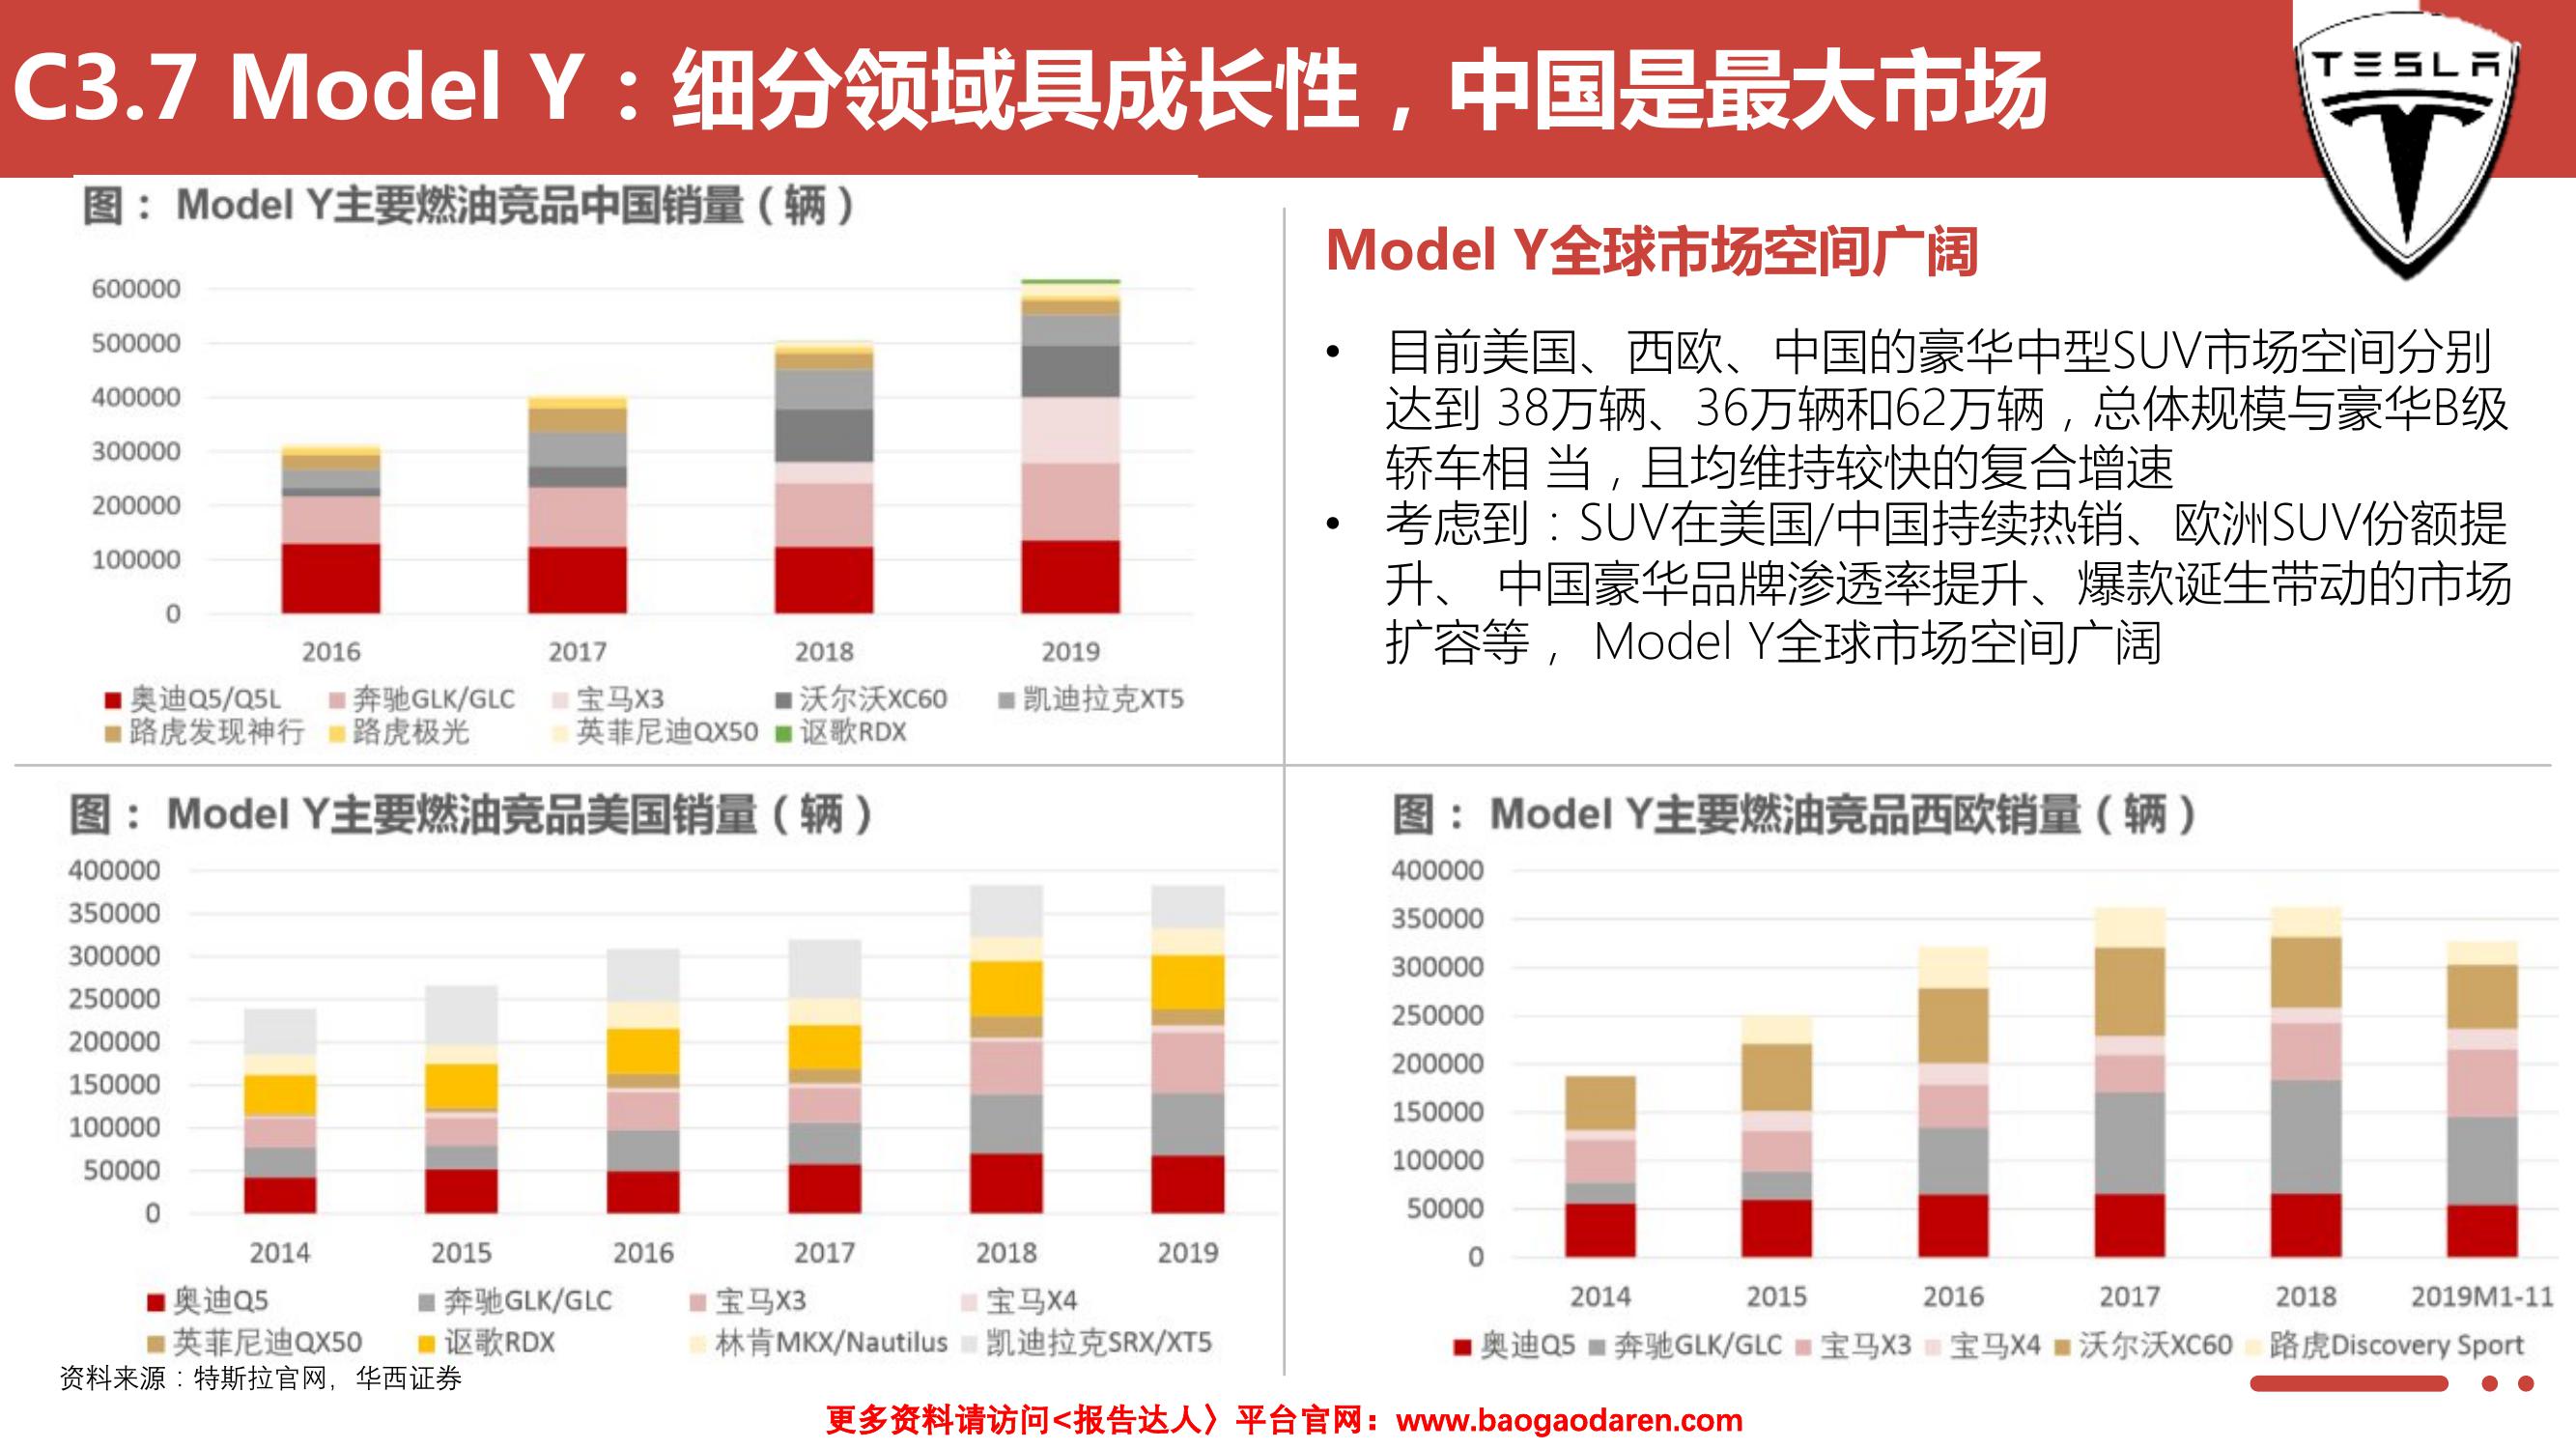 C3.7 Model Y：细分领域具成长性，中国是最大市场
TESLA
图： Model Y主要燃油竞品中国销量（辆）
600000
500000
400000
300000
200000
100000
0
2016 2017 2018 2019
奥迪Q5/Q5L 奔驰GLK/GLC 宝马X3 沃尔沃XC60 凯迪拉克XT5
路虎发现神行 路虎极光 英菲尼迪QX50 讴歌RDX
Model Y全球市场空间广阔
• 目前美国、西欧、中国的豪华中型SUV市场空间分别
达到 38万辆、36万辆和62万辆，总体规模与豪华B级
轿车相 当，且均维持较快的复合增速
• 考虑到：SUV在美国/中国持续热销、欧洲SUV份额提
升、 中国豪华品牌渗透率提升、爆款诞生带动的市场
扩容等 ，Model Y全球市场空间广阔
图： Model Y主要燃油竞品美国销量（辆）
400000
350000
300000
250000
200000
150000
100000
50000
0
2014 2015 2016 2017 2018 2019
奥迪Q5 奔驰GLK/GLC 宝马X3 宝马X4
英菲尼迪QX50 讴歌RDX 林肯MKX/Nautilus 凯迪拉克SRX/XT5
图： Model Y主要燃油竞品西欧销量（辆）
400000
350000
300000
250000
200000
150000
100000
50000
0
2014 2015 2016 2017 2018 2019M1-11
奥迪Q5 奔驰GLK/GLC 宝马X3 宝马X4 沃尔沃XC60 路虎Discovery Sport
资料来源：特斯拉官网，华西证券
更多资料请访问<报告达人〉平台官网：www.baogaodaren.com